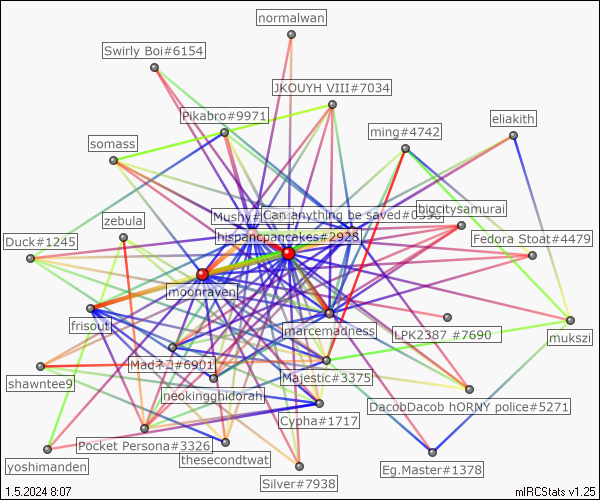 normalwan
Swirly Boi#6154
JKOUYH VIII#7034
Pikabro#9971
eliakith
ming#4742
somass
bigcitysamurai
Mushy#
Can anything be saved#0396
zebula
hispancpancakes#2928
Duck#1245
Fedora Stoat#4479
moonraven
marcemadness
LPK2387 #7690
frisout
mukszi
Madネコ#6901
Majestic#3375
shawntee9
neokingghidorah
DacobDacob hORNY police#5271
Cypha#1717
Pocket Persona#3326
yoshimanden
thesecondtwat
Eg.Master#1378
Silver#7938
1.5.2024 8:07
mIRCStats v1.25